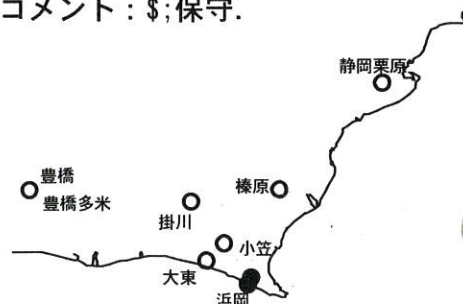 コメント：$;保守.
静岡栗原
豊橋
豊橋多米
榛原
掛川
小笠
大東
浜岡